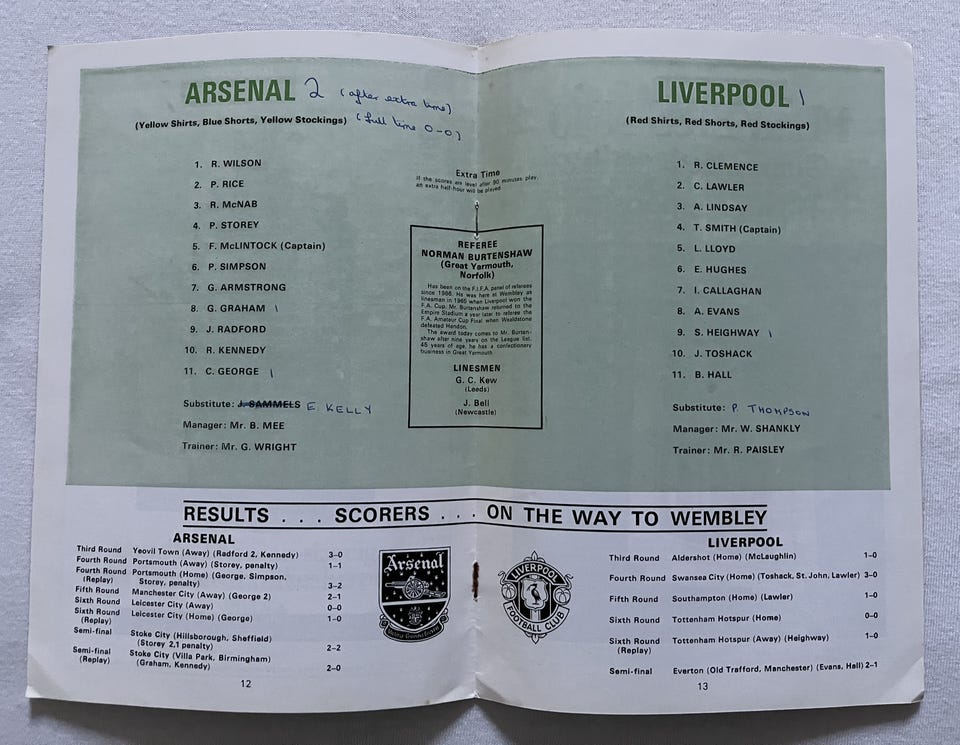 ARSENAL 2 (after extra time)
(Yellow Shirts, Blue Shorts, Yellow Stockings) (full time 0-0)
1. R. WILSON
2. P. RICE
3. R. McNAB
4. P. STOREY
5. F. McLINTOCK (Captain)
6. P. SIMPSON
7. G. ARMSTRONG
8. G. GRAHAM 1
9. J. RADFORD
10. R. KENNEDY
11. C. GEORGE 1
Substitute: J. SAMMELS E. KELLY
Manager: Mr. B. MEE
Trainer: Mr. G. WRIGHT
Extra Time
If the scores are level after 90 minutes play,
an extra half-hour will be played
REFEREE
NORMAN BURTENSHAW
(Great Yarmouth,
Norfolk)
Has been on the F.I.F.A. panel of referees
since 1966. He was here at Wembley as
linesman in 1965 when Liverpool won the
F.A. Cup. Mr. Burtenshaw returned to the
Empire Stadium a year later to referee the
F.A. Amateur Cup Final when Wealdstone
defeated Hendon.
The award today comes to Mr. Burten-
shaw after nine years on the League list.
45 years of age, he has a confectionary
business in Great Yarmouth
LINESMEN
G. C. Kew
(Leeds)
J. Bell
(Newcastle)
LIVERPOOL 1
(Red Shirts, Red Shorts, Red Stockings)
1. R. CLEMENCE
2. C. LAWLER
3. A. LINDSAY
4. T. SMITH (Captain)
5. L. LLOYD
6. E. HUGHES
7. I. CALLAGHAN
8. A. EVANS
9. S. HEIGHWAY 1
10. J. TOSHACK
11. B. HALL
Substitute: P. THOMPSON
Manager: Mr. W. SHANKLY
Trainer: Mr. R. PAISLEY
RESULTS . . . SCORERS . . . ON THE WAY TO WEMBLEY
ARSENAL
Third Round Yeovil Town (Away) (Radford 2, Kennedy) 3–0
Fourth Round Portsmouth (Away) (Storey, penalty) 1–1
Fourth Round Portsmouth (Home) (George, Simpson,
(Replay) Storey, penalty) 3–2
Fifth Round Manchester City (Away) (George 2) 2–1
Sixth Round Leicester City (Away) 0–0
Sixth Round Leicester City (Home) (George) 1–0
(Replay)
Semi-final Stoke City (Hillsborough, Sheffield)
(Storey 2,1 penalty) 2–2
Semi-final Stoke City (Villa Park, Birmingham)
(Replay) (Graham, Kennedy) 2–0
Arsenal
12
LIVERPOOL
FOOTBALL CLUB
LIVERPOOL
Third Round Aldershot (Home) (McLaughlin) 1–0
Fourth Round Swansea City (Home) (Toshack, St. John, Lawler) 3–0
Fifth Round Southampton (Home) (Lawler) 1–0
Sixth Round Tottenham Hotspur (Home) 0–0
Sixth Round Tottenham Hotspur (Away) (Heighway) 1–0
(Replay)
Semi-final Everton (Old Trafford, Manchester) (Evans, Hall) 2–1
13